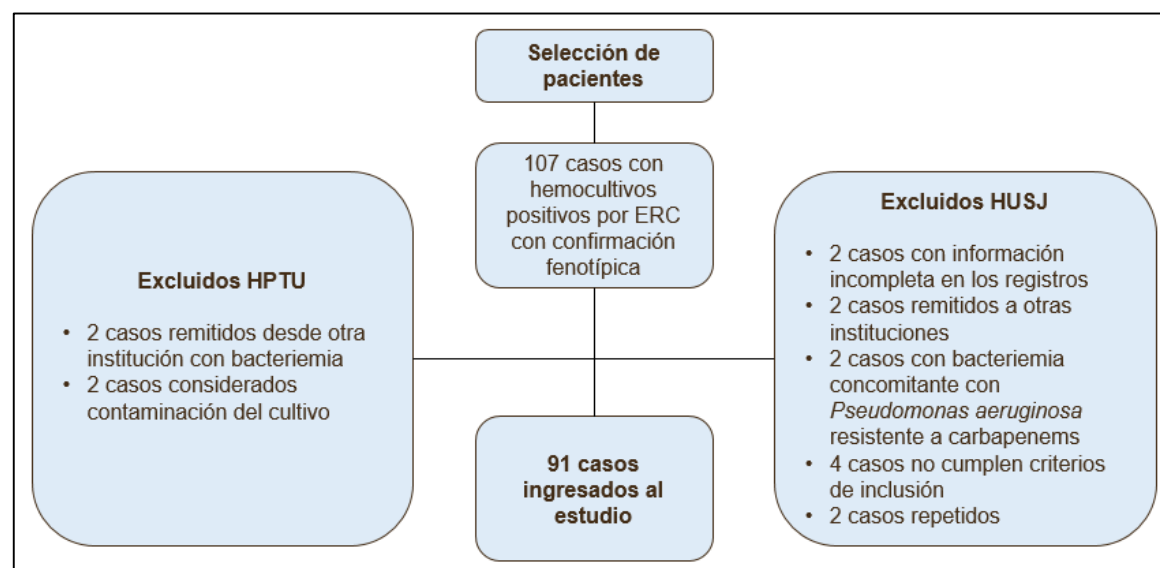 Selección de
pacientes
107 casos con
hemocultivos
positivos por ERC
con confirmación
fenotípica
Excluidos HPTU
• 2 casos remitidos desde otra
institución con bacteriemia
• 2 casos considerados
contaminación del cultivo
Excluidos HUSJ
• 2 casos con información
incompleta en los registros
• 2 casos remitidos a otras
instituciones
• 2 casos con bacteriemia
concomitante con
Pseudomonas aeruginosa
resistente a carbapenems
• 4 casos no cumplen criterios
de inclusión
• 2 casos repetidos
91 casos
ingresados al
estudio